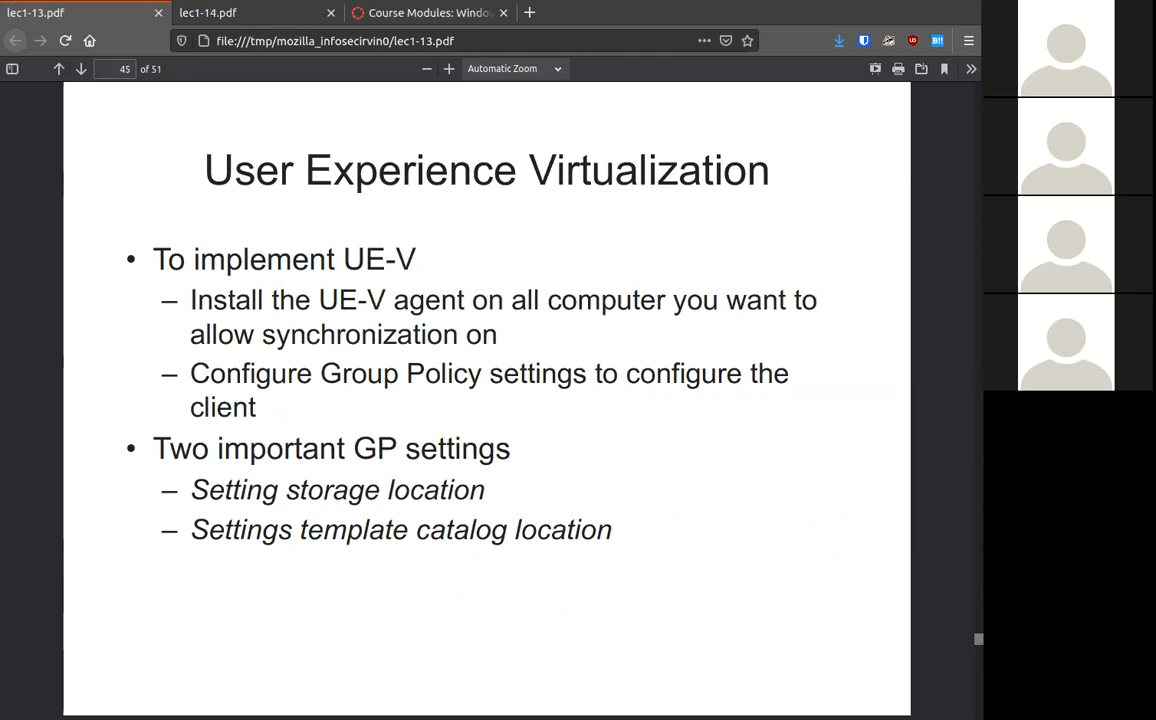 lec1-13.pdf
lec1-14.pdf
Course Modules: Windo
file:///tmp/mozilla_infosecirvin0/lec1-13.pdf
45 of 51
Automatic Zoom
User Experience Virtualization
• To implement UE-V
– Install the UE-V agent on all computer you want to
allow synchronization on
– Configure Group Policy settings to configure the
client
• Two important GP settings
– Setting storage location
– Settings template catalog location